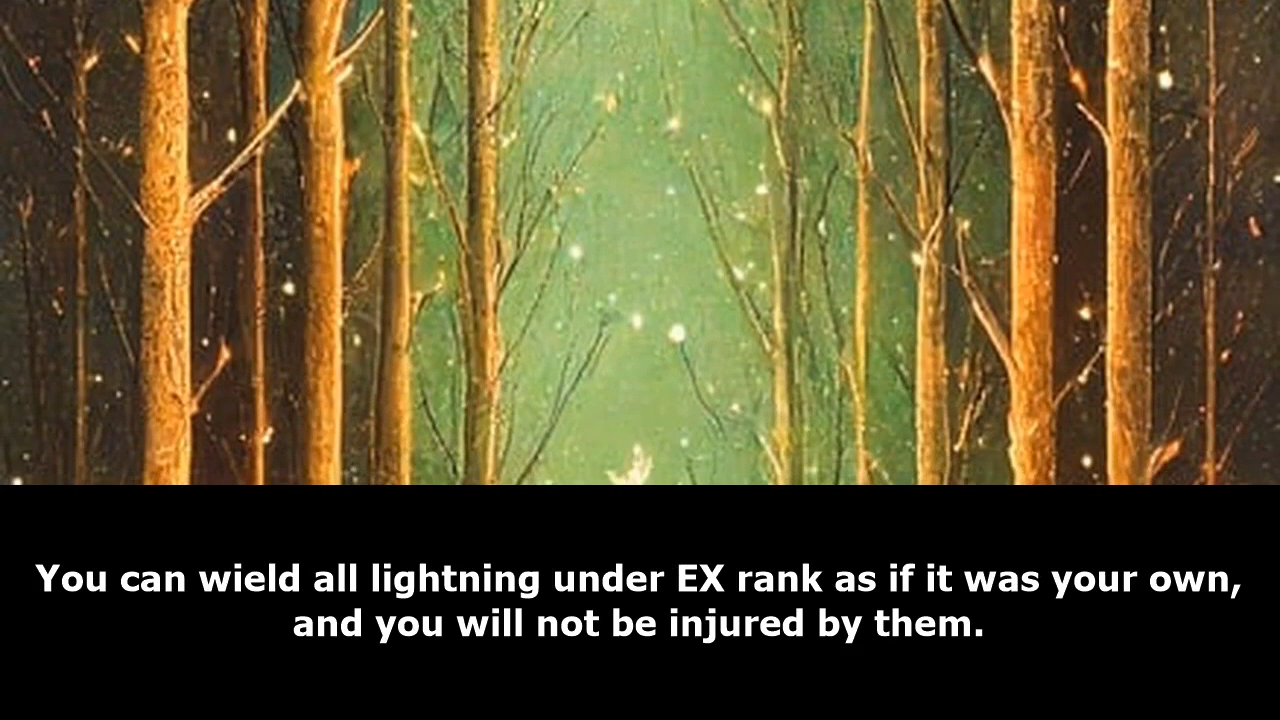 You can wield all lightning under EX rank as if it was your own,
and you will not be injured by them.